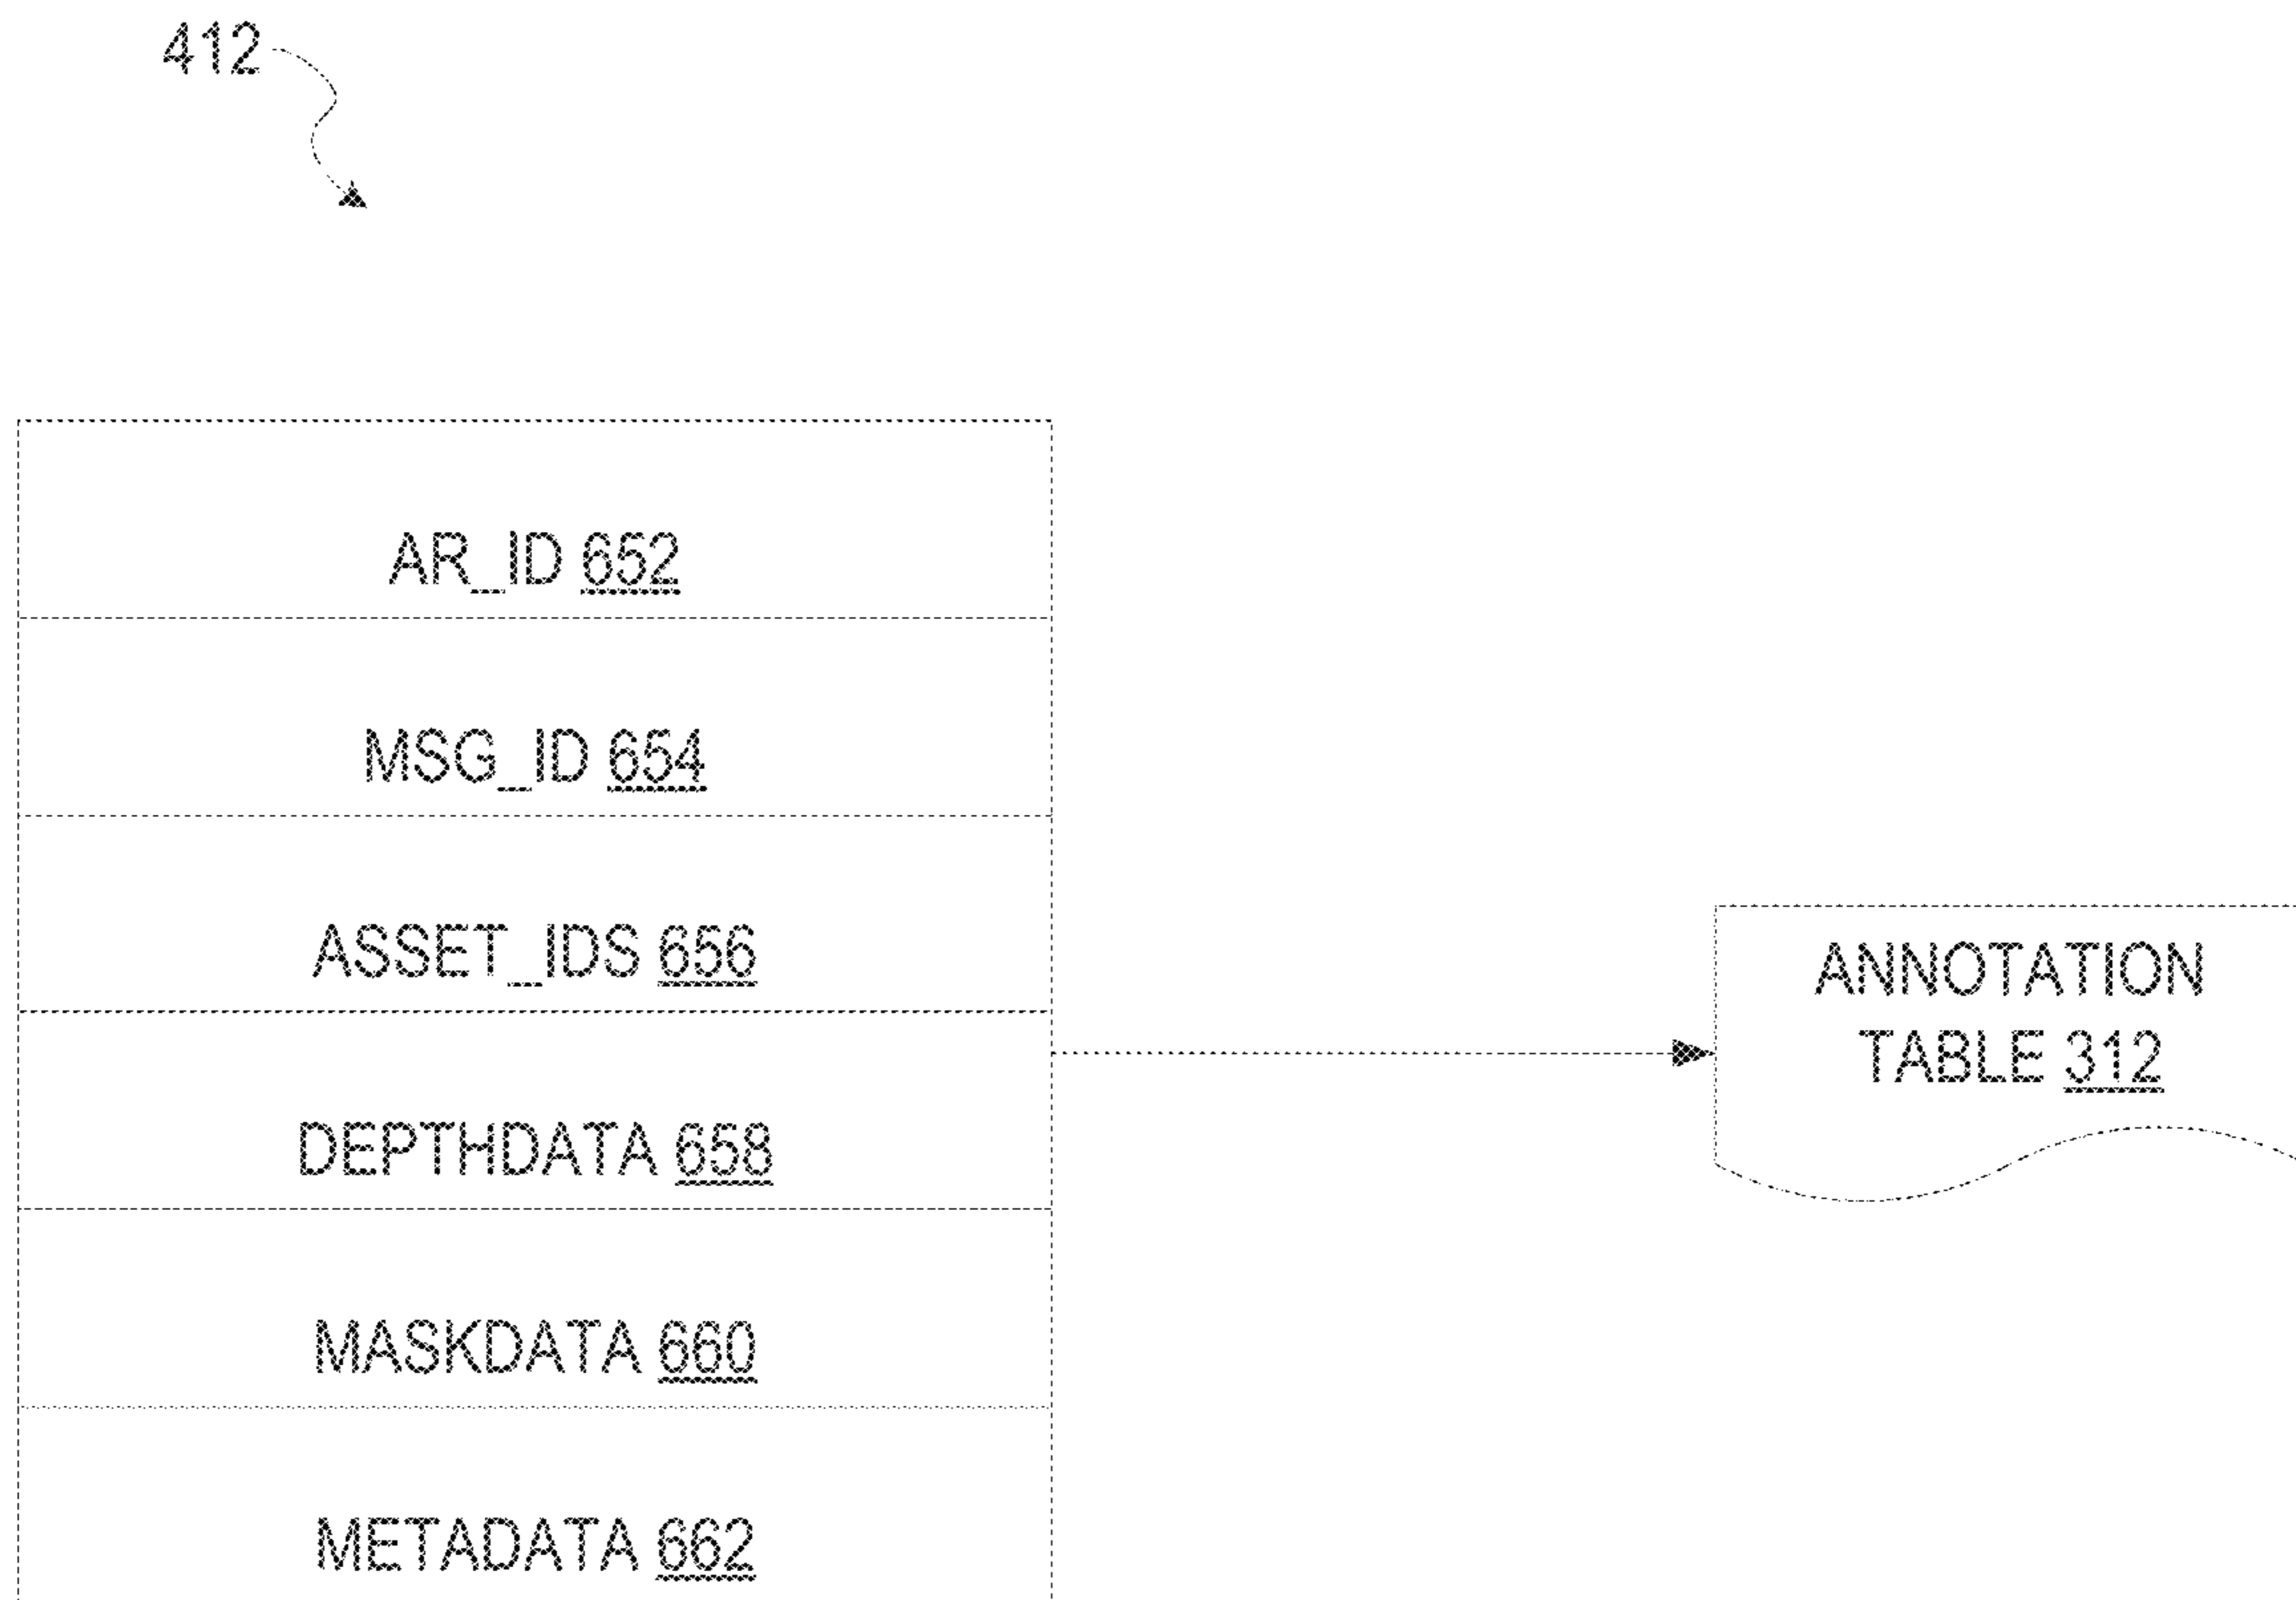 412
AR_ID 652
MSG_ID 654
ASSET_IDS 656
ANNOTATION
TABLE 312
DEPTHDATA 658
MASKDATA 660
METADATA 662